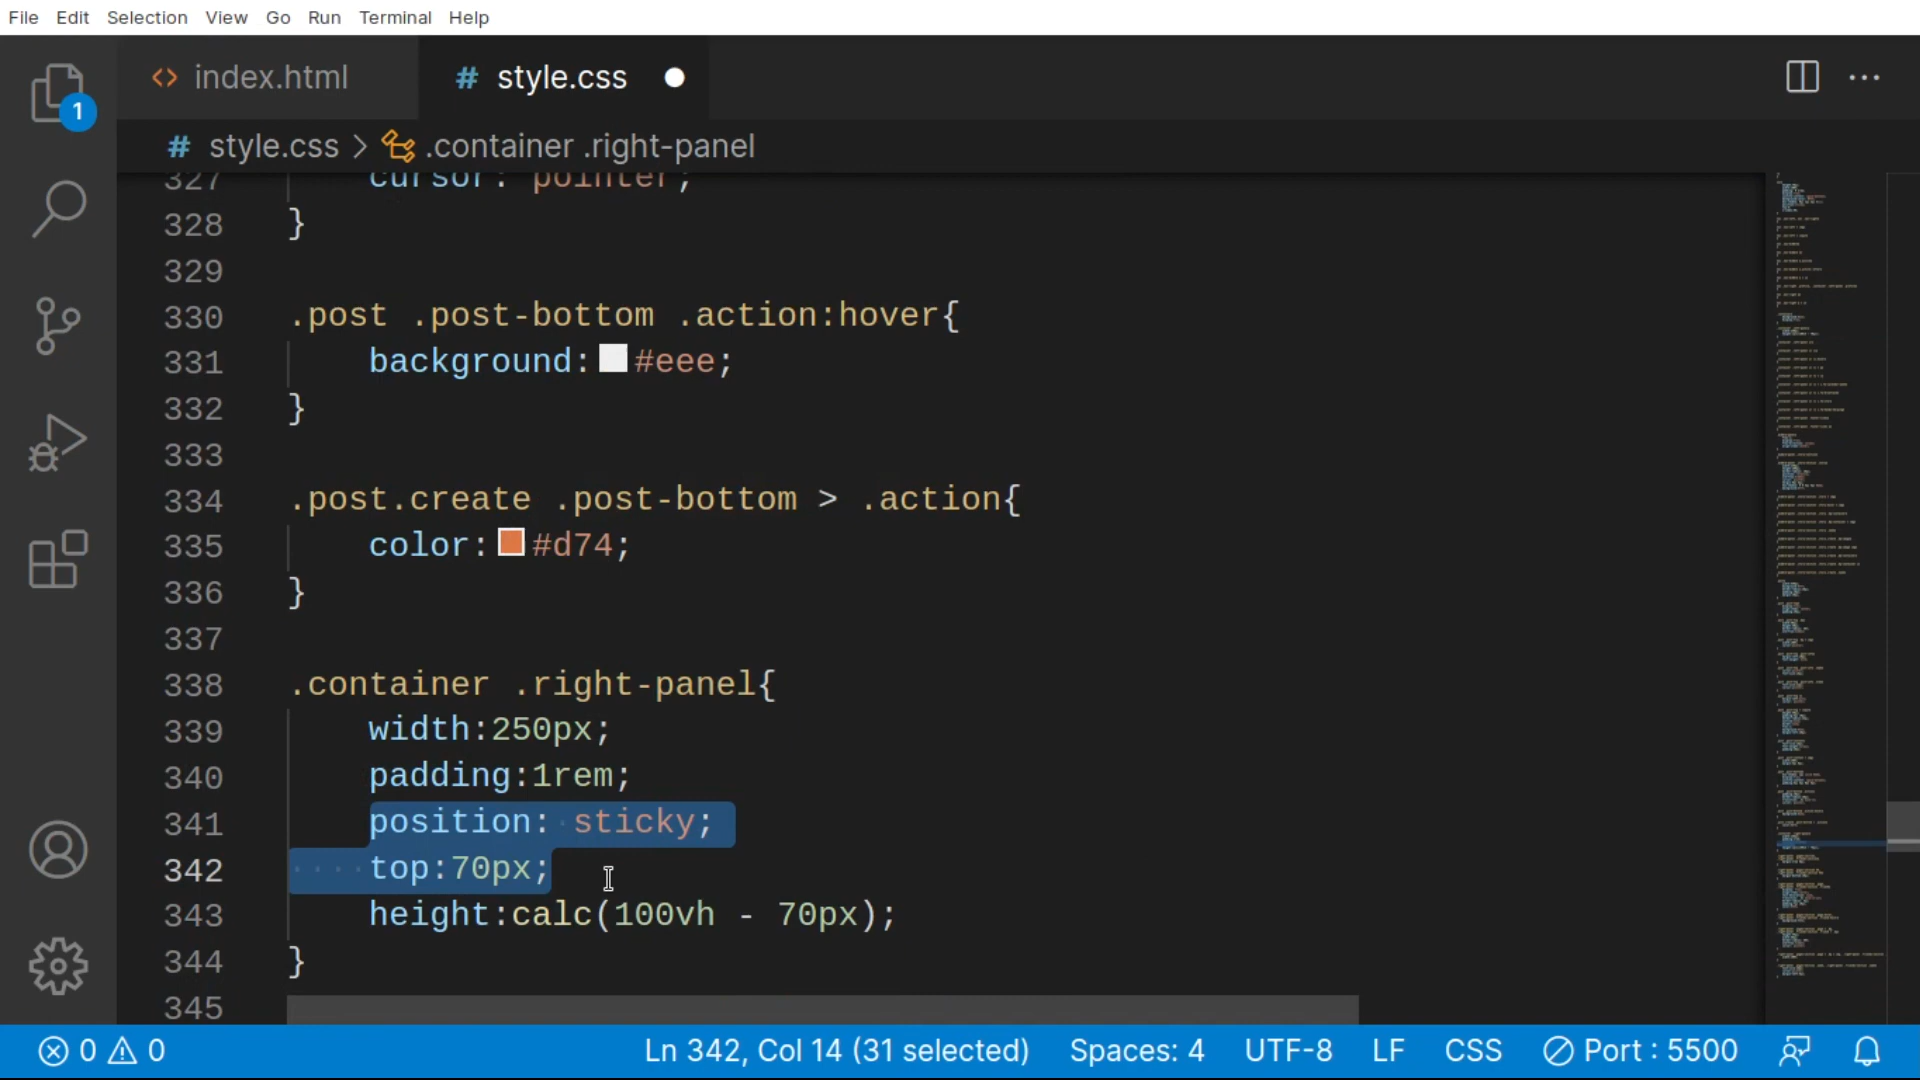 File Edit Selection View Go Run Terminal Help
1
<> index.html
# style.css
# style.css > .container .right-panel
327 cursor: pointer;
328 }
329
330 .post .post-bottom .action:hover{
331 background:#eee;
332 }
333
334 .post.create .post-bottom > .action{
335 color:#d74;
336 }
337
338 .container .right-panel{
339 width:250px;
340 padding:1rem;
341 position: sticky;
342 top:70px;
343 height:calc(100vh - 70px);
344 }
345
0 0 Ln 342, Col 14 (31 selected) Spaces: 4 UTF-8 LF CSS Port : 5500